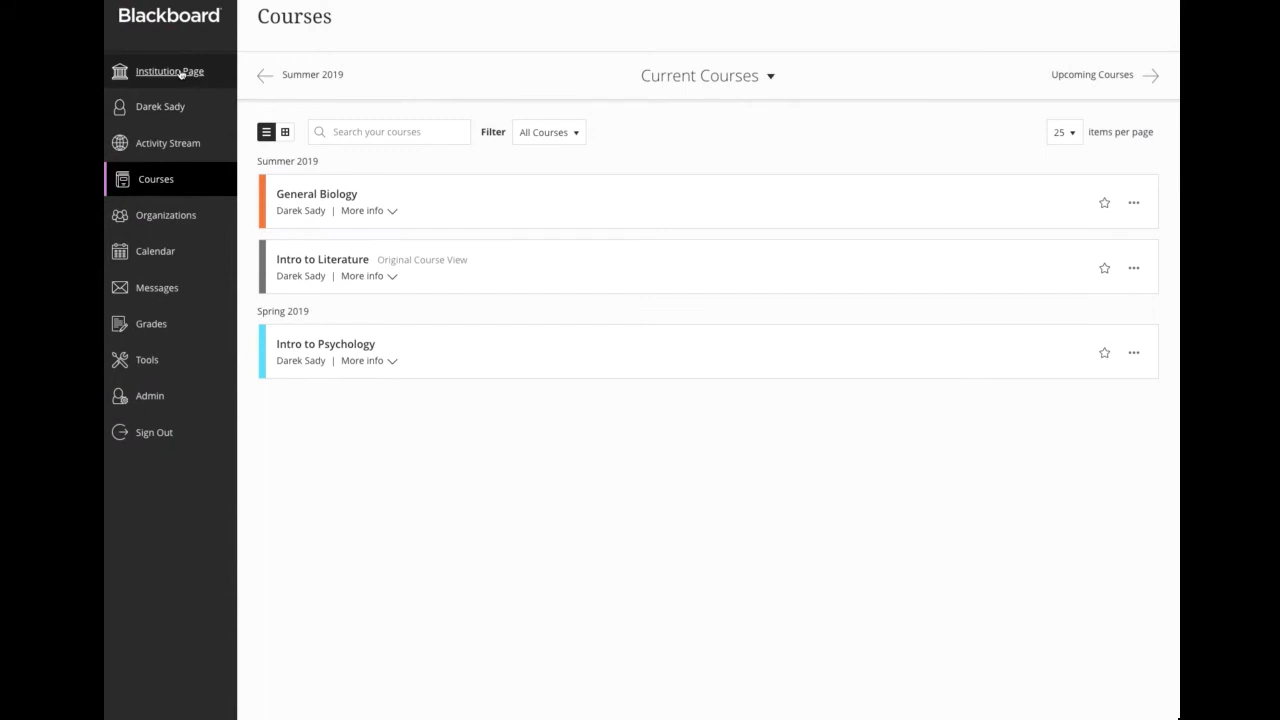 Blackboard
Institution Page
Darek Sady
Activity Stream
Courses
Organizations
Calendar
Messages
Grades
Tools
Admin
Sign Out
Courses
Summer 2019
Current Courses
Upcoming Courses
Search your courses
Filter
All Courses
25
items per page
Summer 2019
General Biology
Darek Sady | More info
Intro to Literature Original Course View
Darek Sady | More info
Spring 2019
Intro to Psychology
Darek Sady | More info